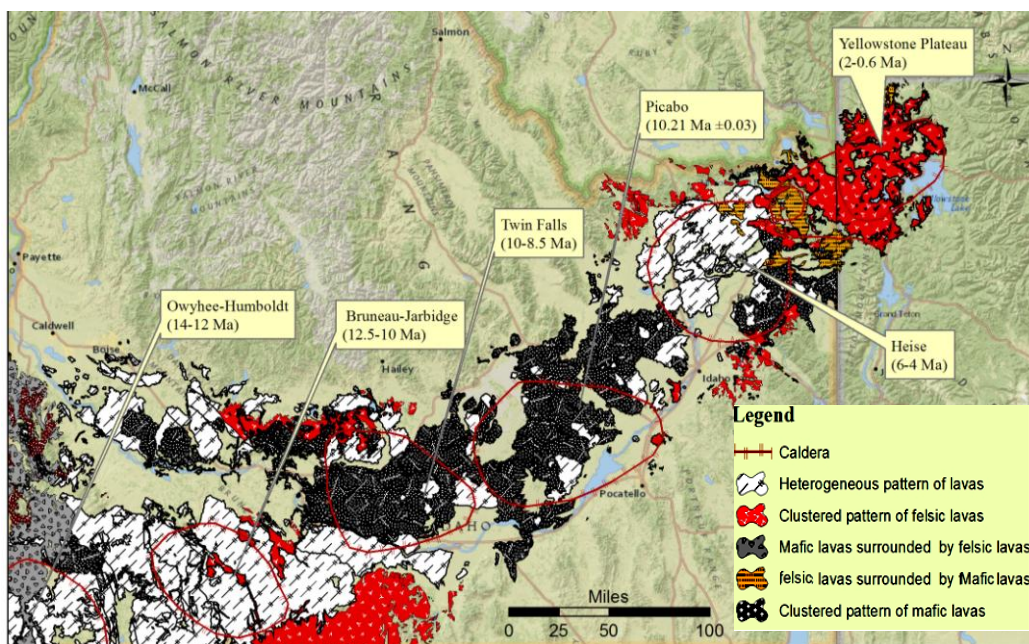 Salmon
SALMON RIVER MOUNTAINS
Yellowstone Plateau
(2-0.6 Ma)
McCall
Picabo
(10.21 Ma ±0.03)
SALMON RIVER
MOUNTAINS
Twin Falls
(10-8.5 Ma)
Payette
Owyhee-Humboldt
(14-12 Ma)
Bruneau-Jarbidge
(12.5-10 Ma)
Caldwell
Boise
Hailey
Grand Teton
Heise
(6-4 Ma)
Idaho
Pocatello
IDAHO
Legend
Caldera
Heterogeneous pattern of lavas
Clustered pattern of felsic lavas
Mafic lavas surrounded by felsic lavas
felsic lavas surrounded by Mafic lavas
Clustered pattern of mafic lavas
Miles
0 25 50 100